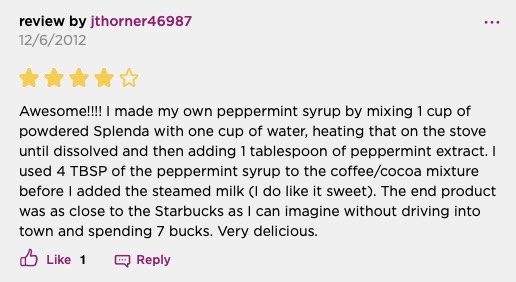 review by jthorner46987
12/6/2012
Awesome!!!! I made my own peppermint syrup by mixing 1 cup of
powdered Splenda with one cup of water, heating that on the stove
until dissolved and then adding 1 tablespoon of peppermint extract. I
used 4 TBSP of the peppermint syrup to the coffee/cocoa mixture
before I added the steamed milk (I do like it sweet). The end product
was as close to the Starbucks as I can imagine without driving into
town and spending 7 bucks. Very delicious.
Like 1 Reply